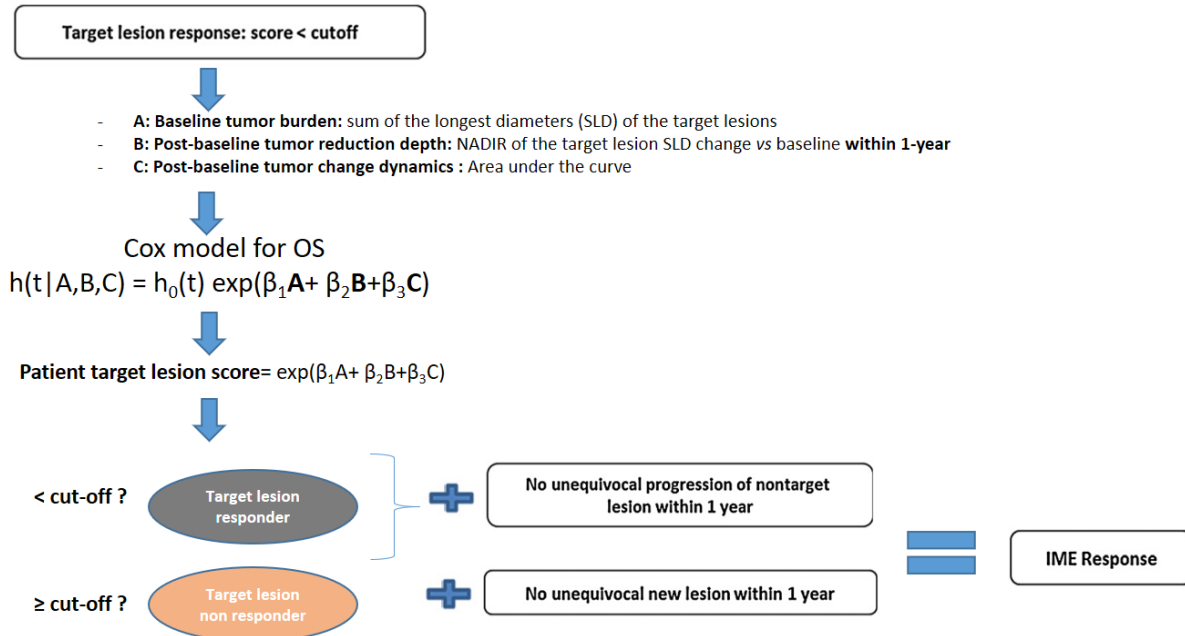 Target lesion response: score < cutoff
- A: Baseline tumor burden: sum of the longest diameters (SLD) of the target lesions
- B: Post-baseline tumor reduction depth: NADIR of the target lesion SLD change vs baseline within 1-year
- C: Post-baseline tumor change dynamics : Area under the curve
Cox model for OS
h(t|A,B,C) = h₀(t) exp(β₁A+ β₂B+β₃C)
Patient target lesion score= exp(β₁A+ β₂B+β₃C)
< cut-off ?
Target lesion
responder
No unequivocal progression of nontarget
lesion within 1 year
IME Response
≥ cut-off ?
Target lesion
non responder
No unequivocal new lesion within 1 year